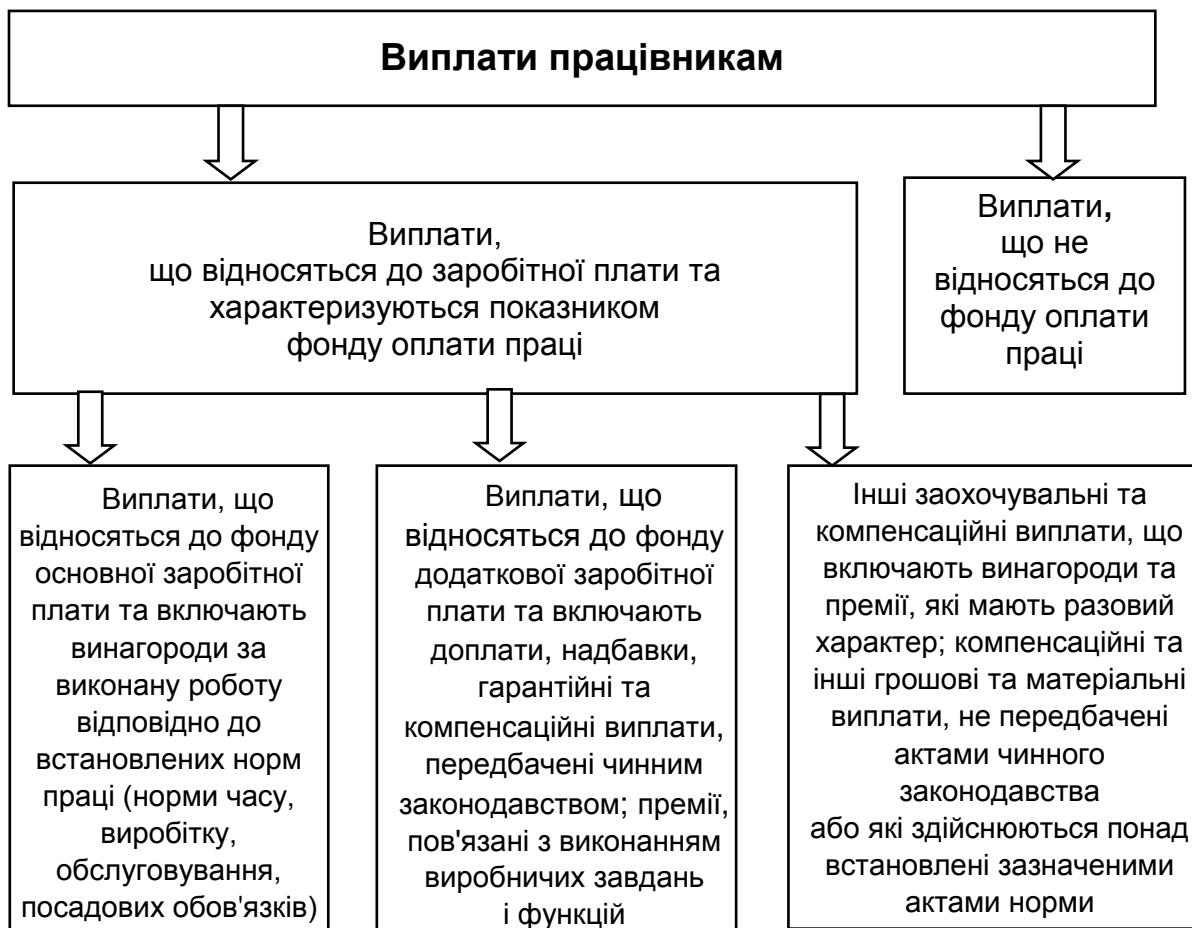 Виплати працівникам
Виплати,
що відносяться до заробітної плати та
характеризуються показником
фонду оплати праці
Виплати,
що не
відносяться до
фонду оплати
праці
Виплати, що
відносяться до фонду
основної заробітної
плати та включають
винагороди за
виконану роботу
відповідно до
встановлених норм
праці (норми часу,
виробітку,
обслуговування,
посадових обов'язків)
Виплати, що
відносяться до фонду
додаткової заробітної
плати та включають
доплати, надбавки,
гарантійні та
компенсаційні виплати,
передбачені чинним
законодавством; премії,
пов'язані з виконанням
виробничих завдань
і функцій
Інші заохочувальні та
компенсаційні виплати, що
включають винагороди та
премії, які мають разовий
характер; компенсаційні та
інші грошові та матеріальні
виплати, не передбачені
актами чинного
законодавства
або які здійснюються понад
встановлені зазначеними
актами норми